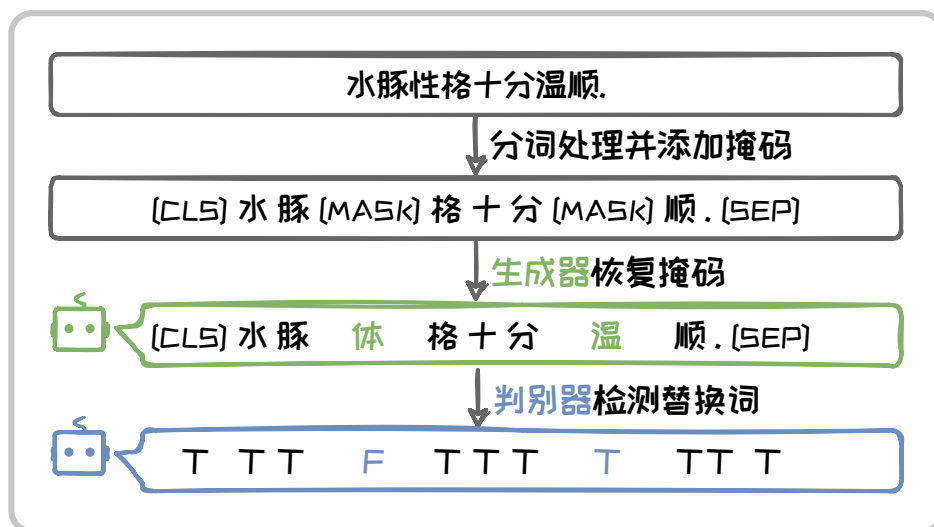 水豚性格十分温顺.
分词处理并添加掩码
[CLS] 水 豚 [MASK] 格 十 分 [MASK] 顺 . [SEP]
生成器恢复掩码
[CLS] 水 豚 体 格 十 分 温 顺 . [SEP]
判别器检测替换词
T T T F T T T T T T T